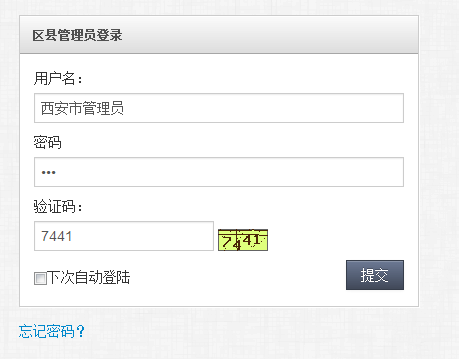 区县管理员登录
用户名：
西安市管理员
密码
•••
验证码：
7441
7441
下次自动登陆
提交
忘记密码？